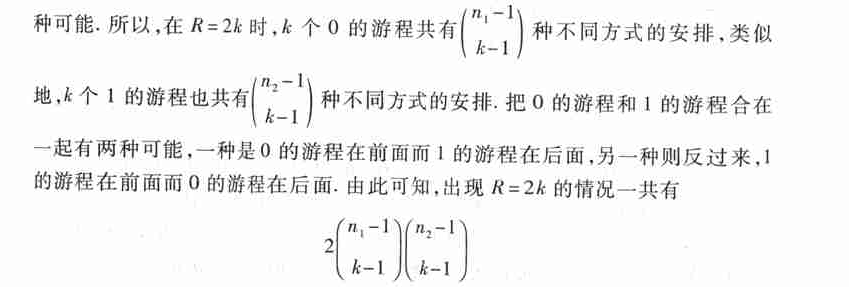 种可能. 所以,在 R=2k 时,k 个 0 的游程共有\binom{n_1-1}{k-1} 种不同方式的安排,类似
地,k 个 1 的游程也共有\binom{n_2-1}{k-1} 种不同方式的安排. 把 0 的游程和 1 的游程合在
一起有两种可能,一种是 0 的游程在前面而 1 的游程在后面,另一种则反过来,1
的游程在前面而 0 的游程在后面. 由此可知,出现 R=2k 的情况一共有
2\binom{n_1-1}{k-1}\binom{n_2-1}{k-1}